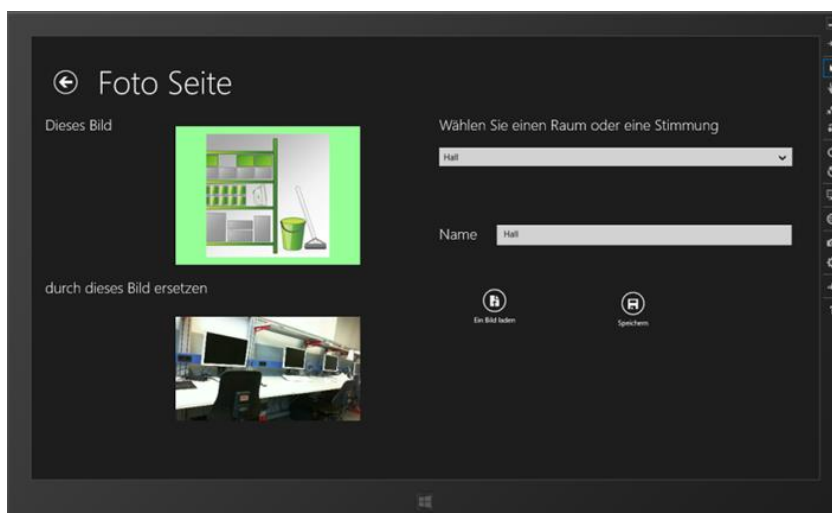 Foto Seite
Dieses Bild
durch dieses Bild ersetzen
Wählen Sie einen Raum oder eine Stimmung
Hall
Name Hall
Ein Bild laden
Speichern